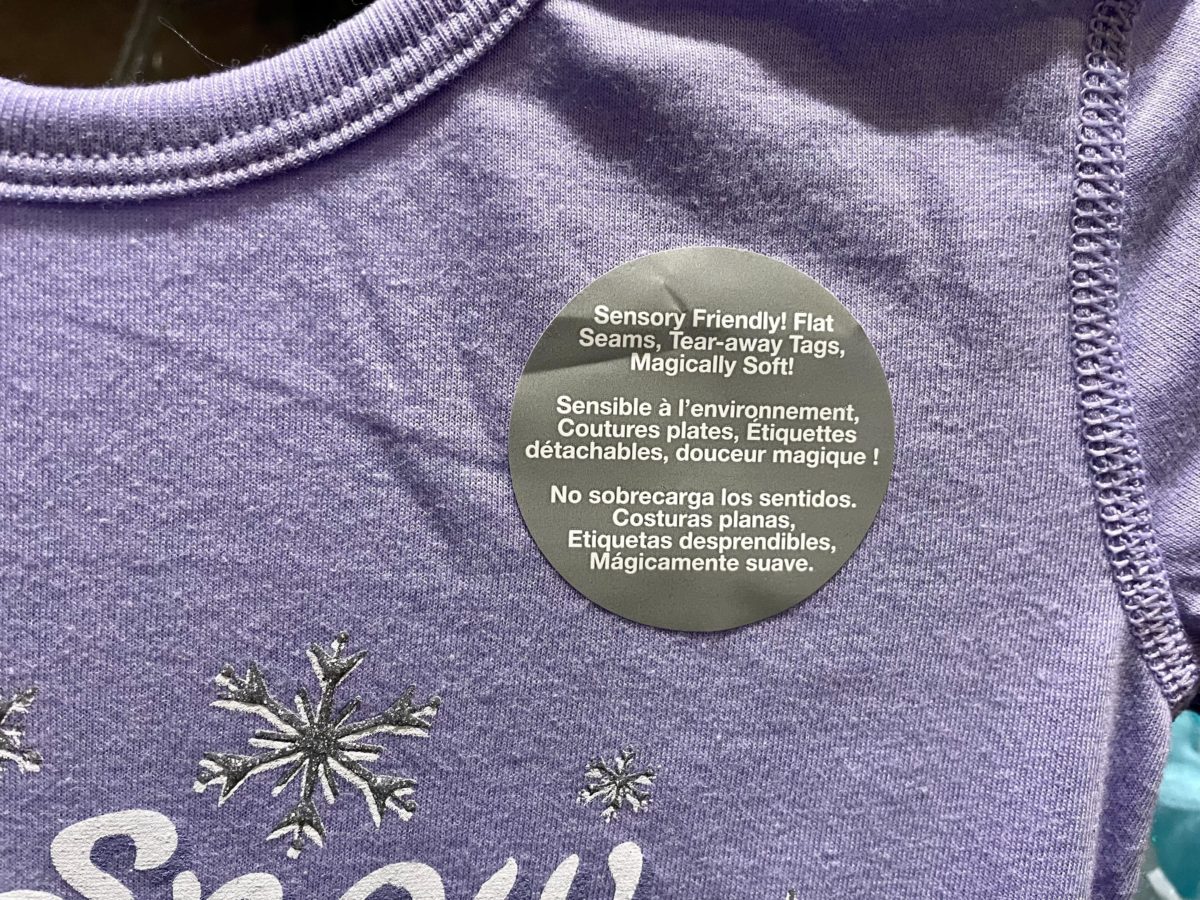 Sensory Friendly! Flat
Seams, Tear-away Tags,
Magically Soft!
Sensible à l'environnement,
Coutures plates, Étiquettes
détachables, douceur magique !
No sobrecarga los sentidos.
Costuras planas,
Etiquetas desprendibles,
Mágicamente suave.
Snow